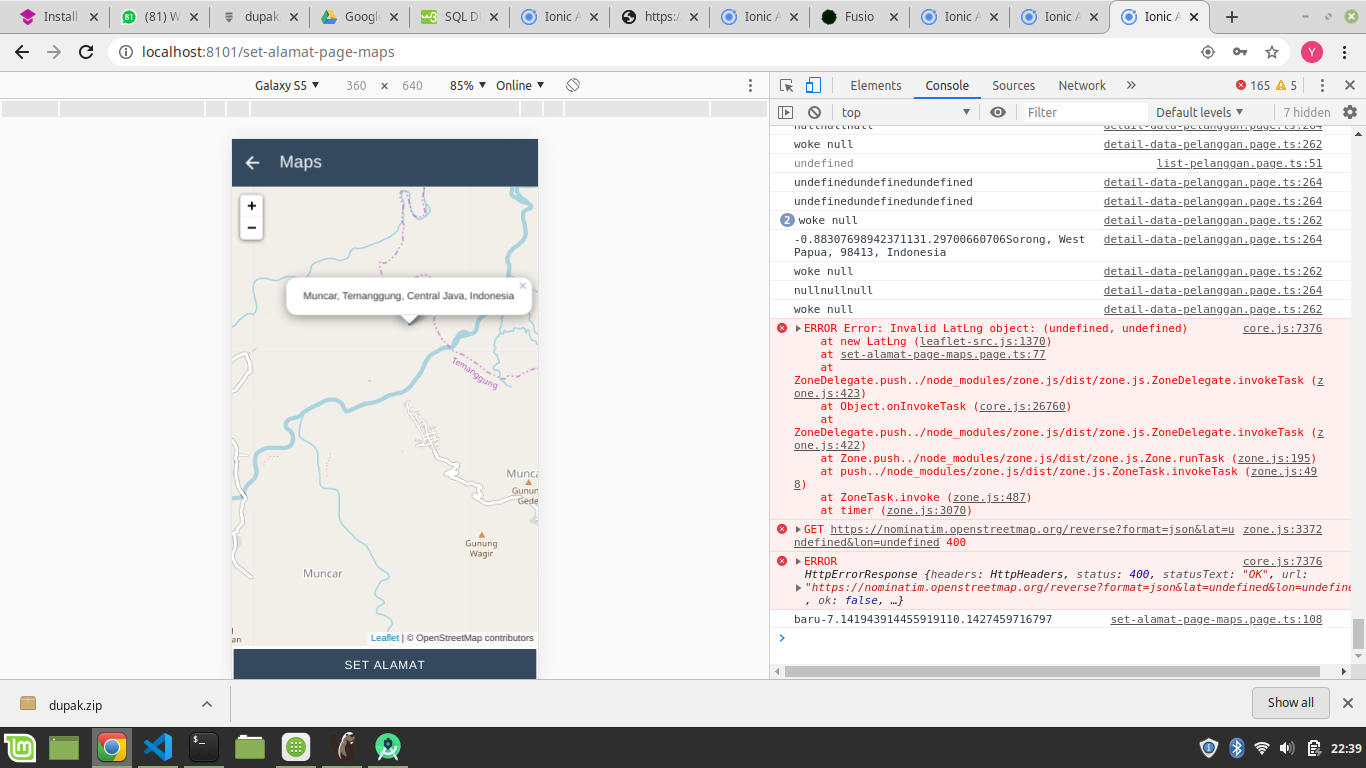 Install
(81) W
dupak.
Google
SQL D
Ionic A
https:/
Ionic A
Fusio
Ionic A
Ionic A
Ionic A
localhost:8101/set-alamat-page-maps
Y
Galaxy S5 ▼ 360 × 640 85% ▼ Online ▼
Elements Console Sources Network » 165 5
top ▼ Filter Default levels ▼ 7 hidden
Maps
+
−
Muncar, Temanggung, Central Java, Indonesia
×
Temanggung
Munca
Gunun
Gede
Gunung
Wagir
Muncar
an
Leaflet | © OpenStreetMap contributors
SET ALAMAT
nullnullnull detail-data-pelanggan.page.ts:264
woke null detail-data-pelanggan.page.ts:262
undefined list-pelanggan.page.ts:51
undefinedundefinedundefined detail-data-pelanggan.page.ts:264
undefinedundefinedundefined detail-data-pelanggan.page.ts:264
2 woke null detail-data-pelanggan.page.ts:262
-0.88307698942371131.29700660706Sorong, West detail-data-pelanggan.page.ts:264
Papua, 98413, Indonesia
woke null detail-data-pelanggan.page.ts:262
nullnullnull detail-data-pelanggan.page.ts:264
woke null detail-data-pelanggan.page.ts:262
ERROR Error: Invalid LatLng object: (undefined, undefined) core.js:7376
at new LatLng (leaflet-src.js:1370)
at set-alamat-page-maps.page.ts:77
at
ZoneDelegate.push../node_modules/zone.js/dist/zone.js.ZoneDelegate.invokeTask (z
one.js:423)
at Object.onInvokeTask (core.js:26760)
at
ZoneDelegate.push../node_modules/zone.js/dist/zone.js.ZoneDelegate.invokeTask (z
one.js:422)
at Zone.push../node_modules/zone.js/dist/zone.js.Zone.runTask (zone.js:195)
at push../node_modules/zone.js/dist/zone.js.ZoneTask.invokeTask (zone.js:49
8)
at ZoneTask.invoke (zone.js:487)
at timer (zone.js:3070)
GET https://nominatim.openstreetmap.org/reverse?format=json&lat=u zone.js:3372
ndefined&lon=undefined 400
ERROR core.js:7376
HttpErrorResponse {headers: HttpHeaders, status: 400, statusText: "OK", url:
"https://nominatim.openstreetmap.org/reverse?format=json&lat=undefined&lon=undefine
, ok: false, …}
baru-7.141943914455919110.1427459716797 set-alamat-page-maps.page.ts:108
>
dupak.zip
Show all
22:39